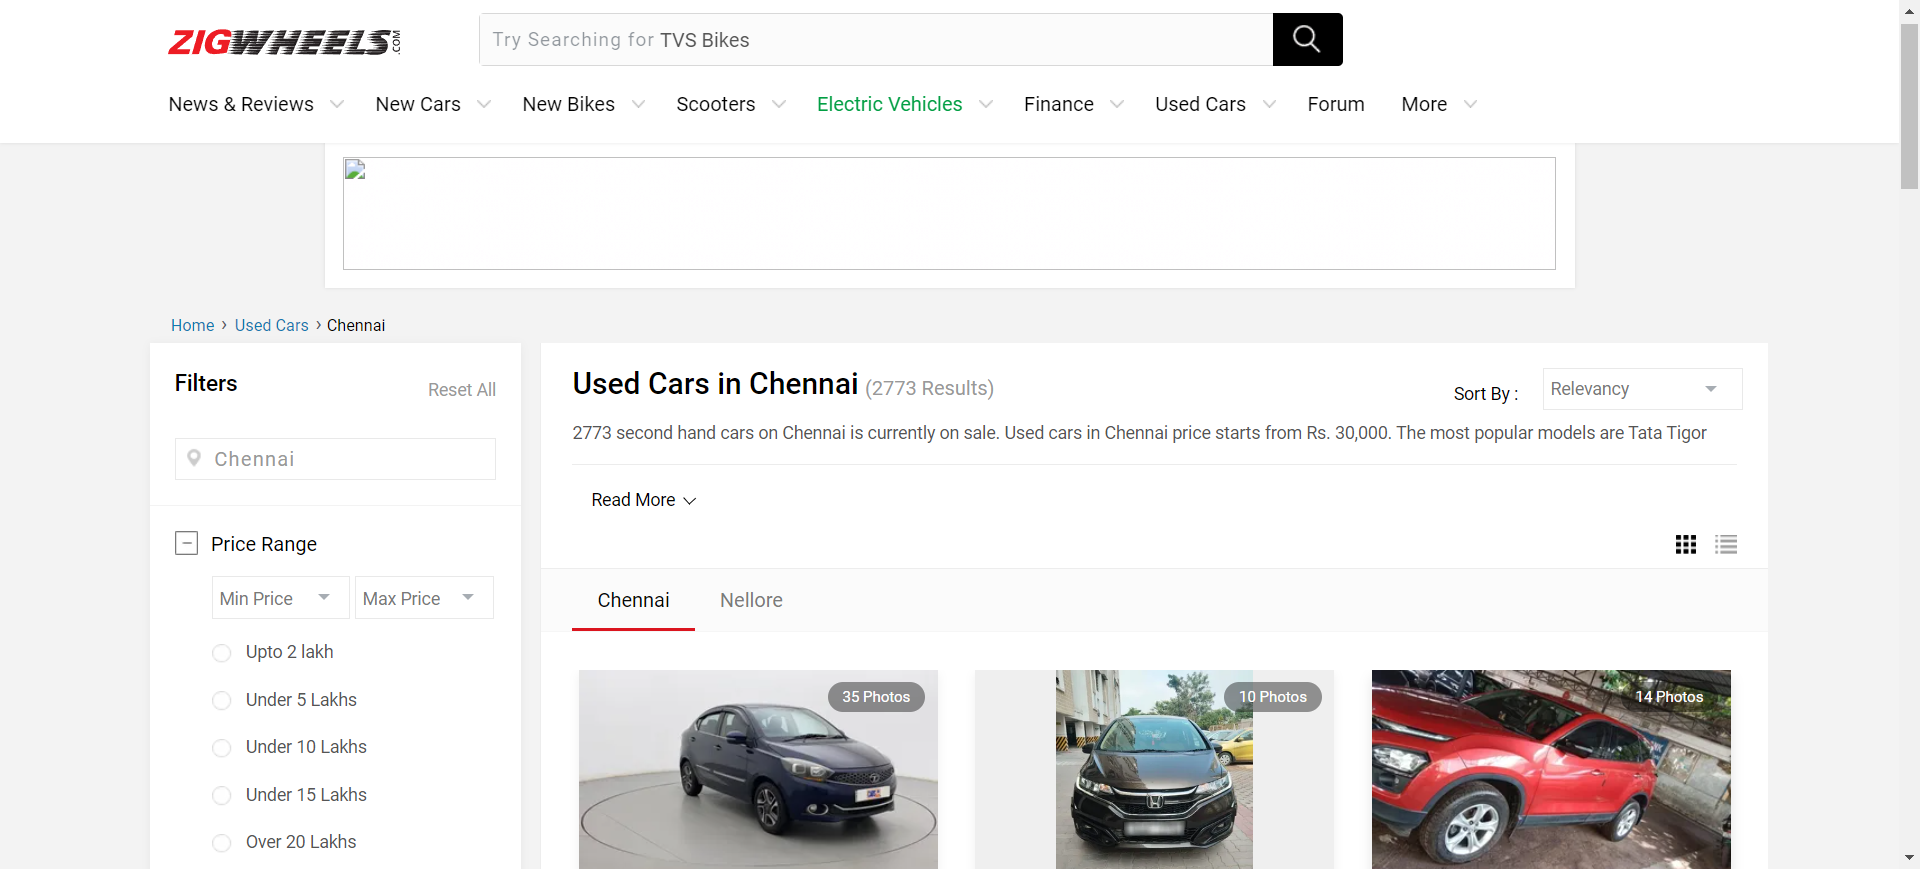 ZIGWHEELS.COM
Try Searching for TVS Bikes
News & Reviews New Cars New Bikes Scooters Electric Vehicles Finance Used Cars Forum More
Home › Used Cars › Chennai
Filters
Reset All
Chennai
Price Range
Min Price Max Price
Upto 2 lakh
Under 5 Lakhs
Under 10 Lakhs
Under 15 Lakhs
Over 20 Lakhs
Used Cars in Chennai (2773 Results)
Sort By : Relevancy
2773 second hand cars on Chennai is currently on sale. Used cars in Chennai price starts from Rs. 30,000. The most popular models are Tata Tigor
Read More
Chennai Nellore
35 Photos
10 Photos
14 Photos